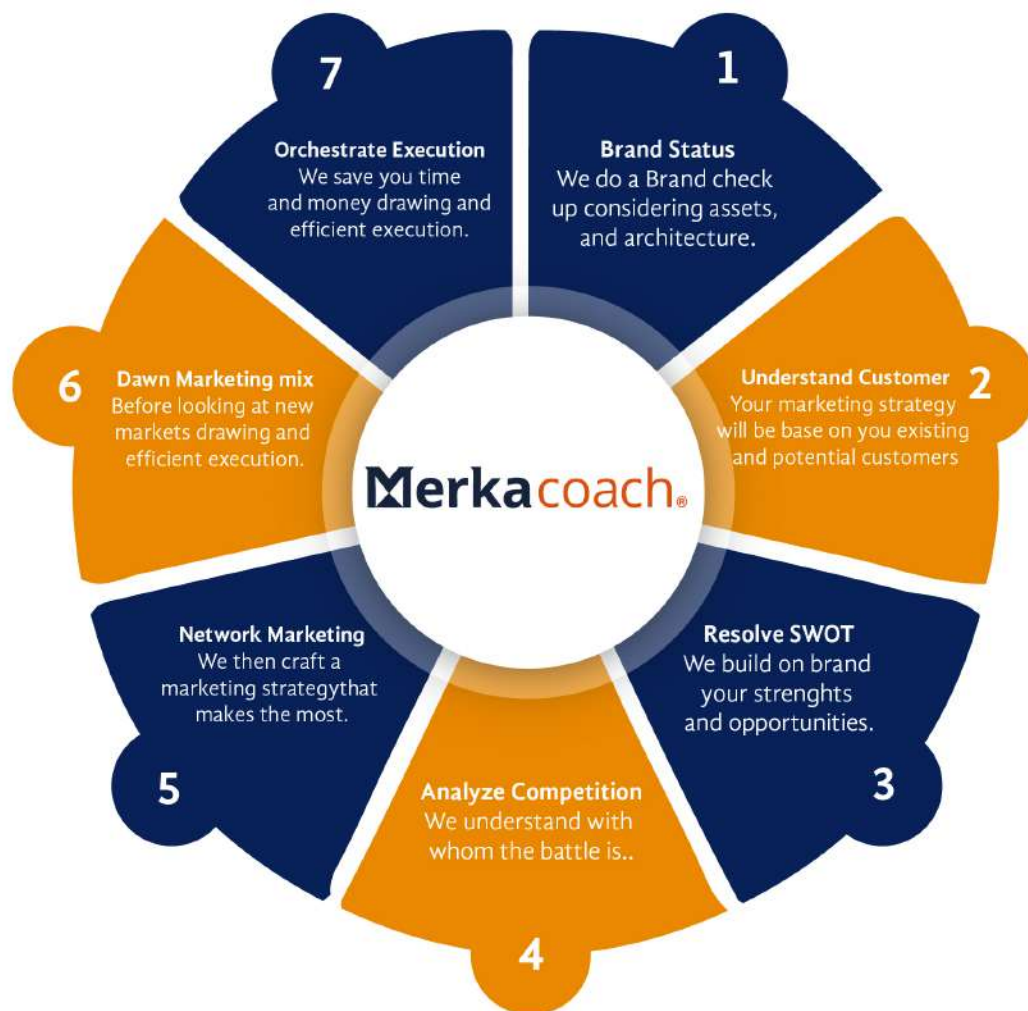 1
Brand Status
We do a Brand check
up considering assets,
and architecture.
2
Understand Customer
Your marketing strategy
will be base on you existing
and potential customers
3
Resolve SWOT
We build on brand
your strenghts
and opportunities.
4
Analyze Competition
We understand with
whom the battle is..
5
Network Marketing
We then craft a
marketing strategythat
makes the most.
6
Dawn Marketing mix
Before looking at new
markets drawing and
efficient execution.
7
Orchestrate Execution
We save you time
and money drawing and
efficient execution.
Merkacoach®